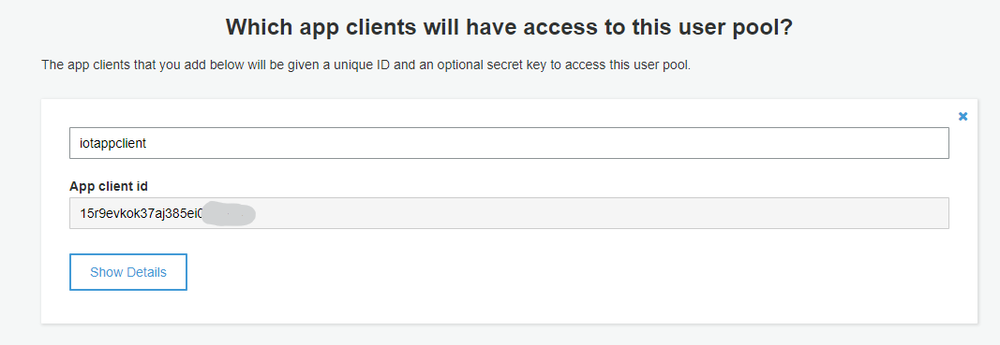 Which app clients will have access to this user pool?
The app clients that you add below will be given a unique ID and an optional secret key to access this user pool.
iotappclient
App client id
15r9evkok37aj385ei0
Show Details